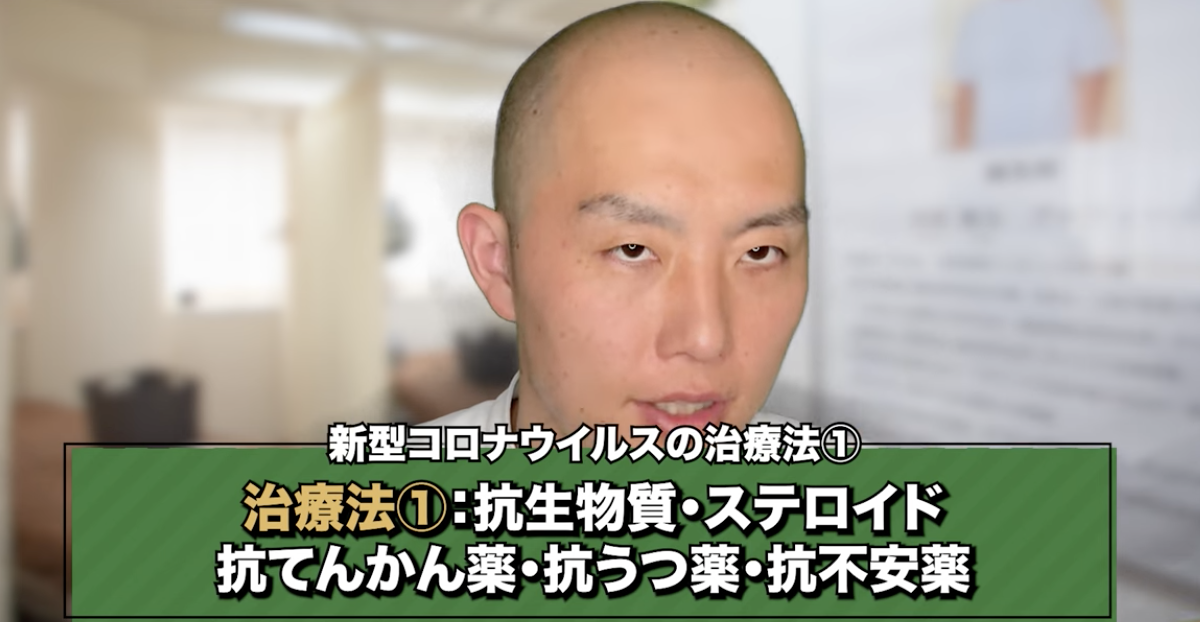 新型コロナウイルスの治療法①
治療法①：抗生物質・ステロイド
抗てんかん薬・抗うつ薬・抗不安薬